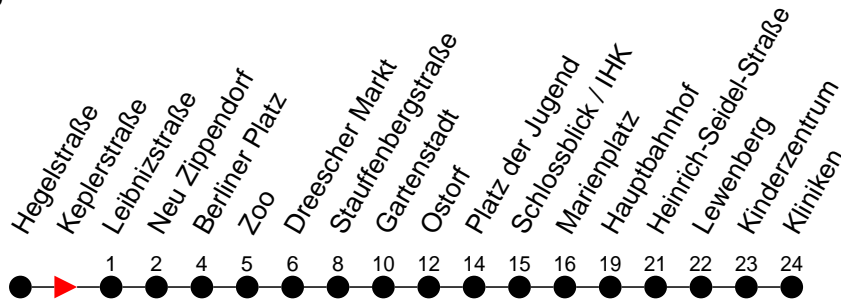 Hegelstraße
Keplerstraße
Leibnizstraße
Neu Zippendorf
Berliner Platz
Zoo
Dreescher Markt
Stauffenbergstraße
Gartenstadt
Ostorf
Platz der Jugend
Schlossblick / IHK
Marienplatz
Hauptbahnhof
Heinrich-Seidel-Straße
Lewenberg
Kinderzentrum
Kliniken
1 2 4 5 6 8 10 12 14 15 16 19 21 22 23 24